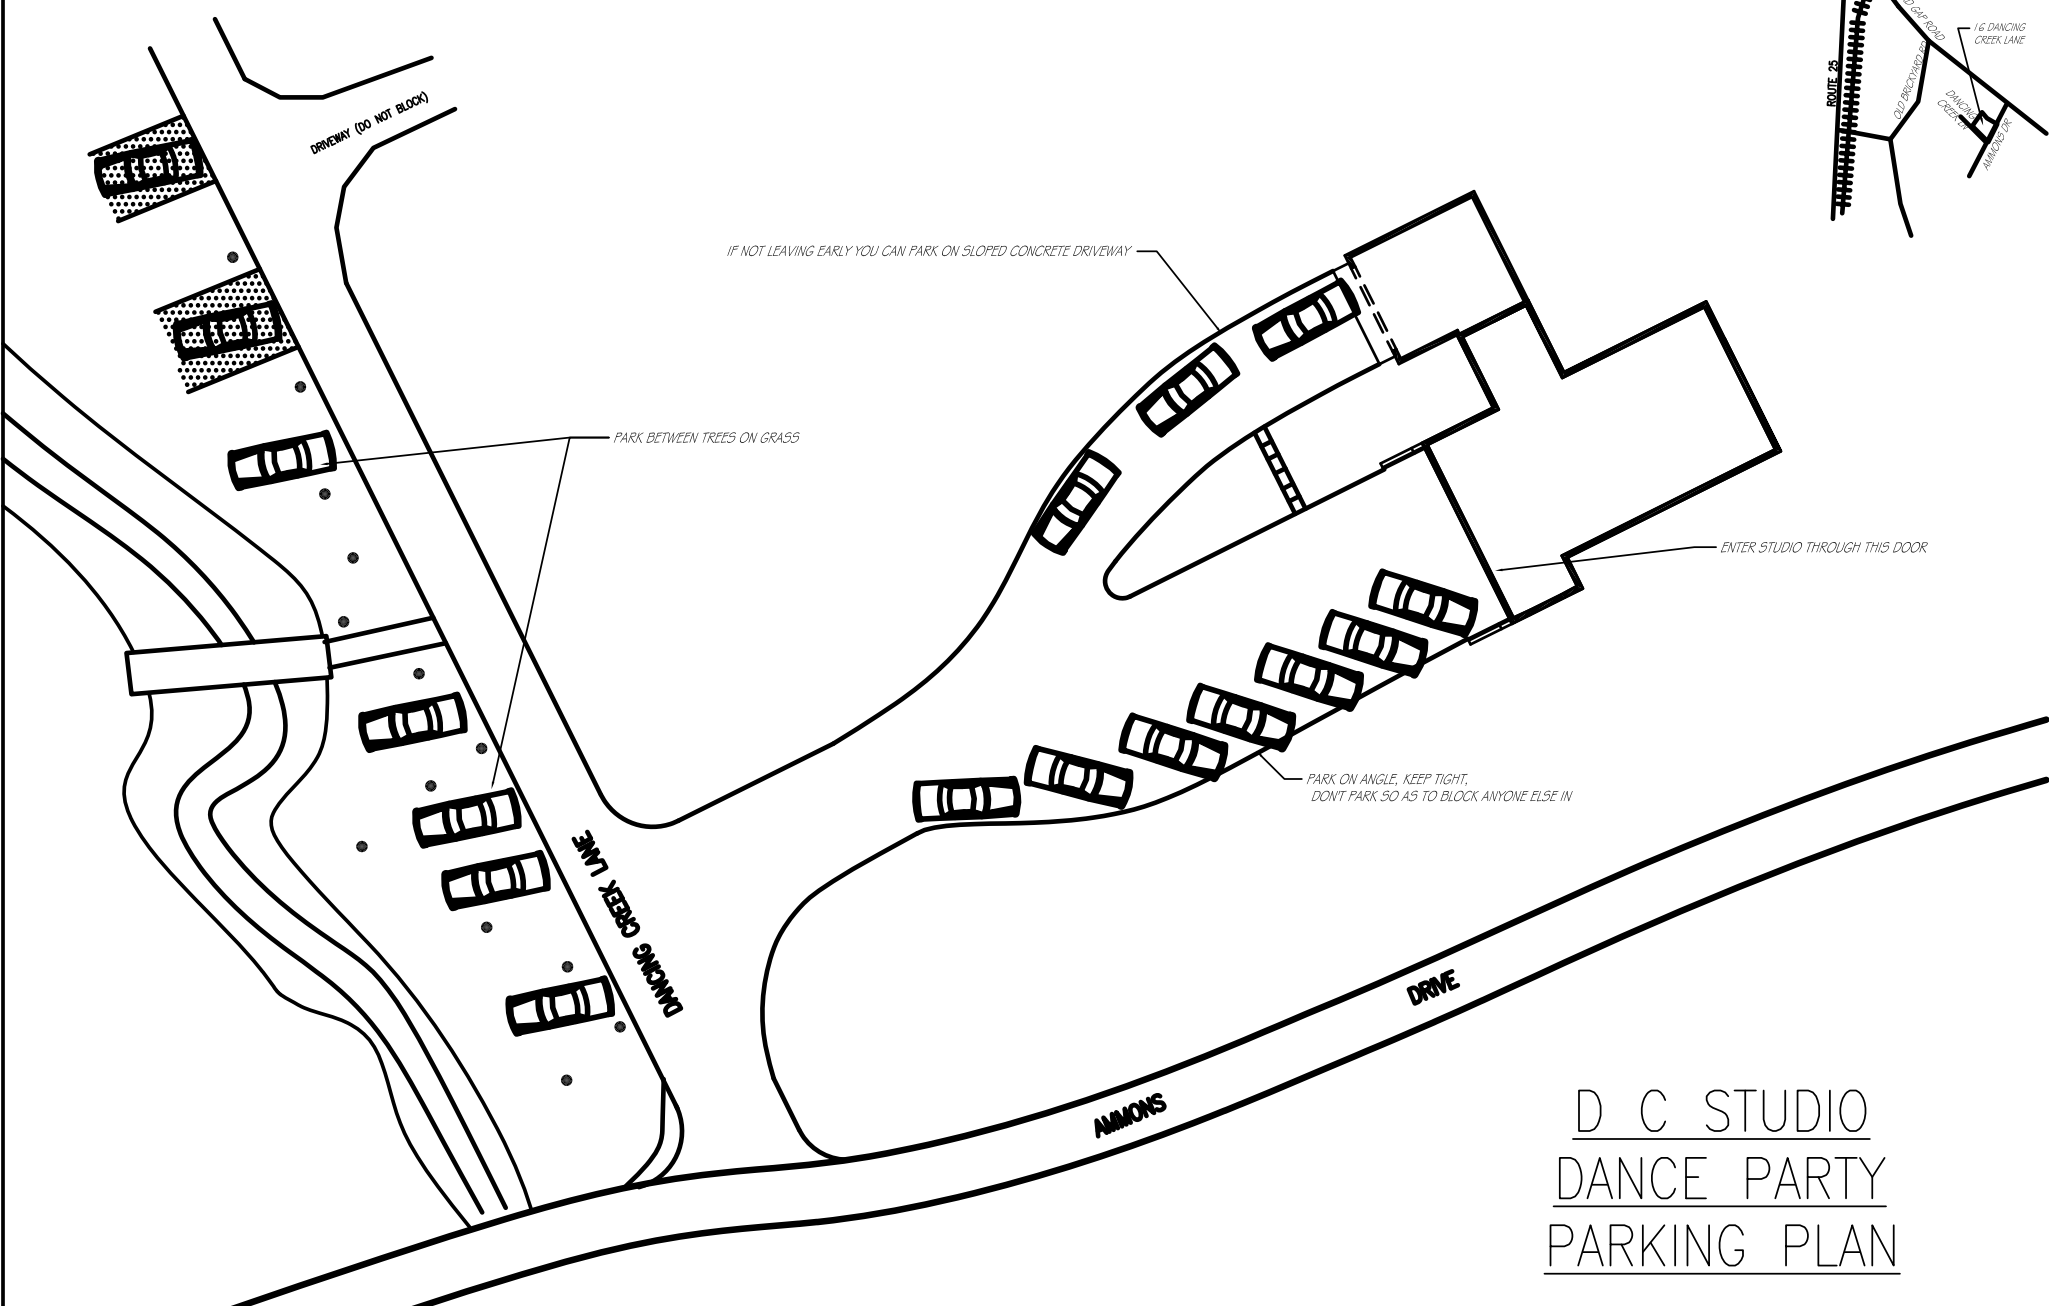 GAP ROAD
16 DANCING
CREEK LANE
ROUTE 25
OLD BRICKYARD RD
DANCING
CREEK LN
AMMONS DR
DRIVEWAY (DO NOT BLOCK)
IF NOT LEAVING EARLY YOU CAN PARK ON SLOPED CONCRETE DRIVEWAY
PARK BETWEEN TREES ON GRASS
ENTER STUDIO THROUGH THIS DOOR
PARK ON ANGLE, KEEP TIGHT,
DON'T PARK SO AS TO BLOCK ANYONE ELSE IN
DANCING CREEK LANE
AMMONS DRIVE
D C STUDIO
DANCE PARTY
PARKING PLAN